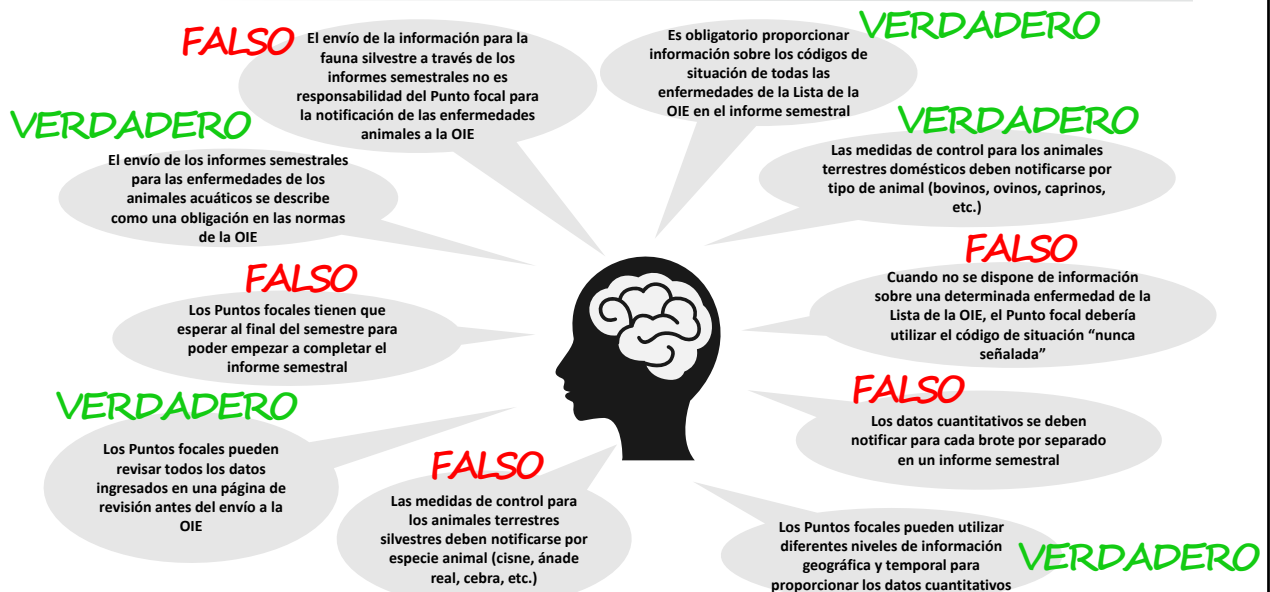 FALSO
El envío de la información para la
fauna silvestre a través de los
informes semestrales no es
responsabilidad del Punto focal para
la notificación de las enfermedades
animales a la OIE
VERDADERO
Es obligatorio proporcionar
información sobre los códigos de
situación de todas las
enfermedades de la Lista de la
OIE en el informe semestral
VERDADERO
El envío de los informes semestrales
para las enfermedades de los
animales acuáticos se describe
como una obligación en las normas
de la OIE
VERDADERO
Las medidas de control para los animales
terrestres domésticos deben notificarse por
tipo de animal (bovinos, ovinos, caprinos,
etc.)
FALSO
Los Puntos focales tienen que
esperar al final del semestre para
poder empezar a completar el
informe semestral
FALSO
Cuando no se dispone de información
sobre una determinada enfermedad de la
Lista de la OIE, el Punto focal debería
utilizar el código de situación “nunca
señalada”
VERDADERO
Los Puntos focales pueden
revisar todos los datos
ingresados en una página de
revisión antes del envío a la
OIE
FALSO
Los datos cuantitativos se deben
notificar para cada brote por separado
en un informe semestral
FALSO
Las medidas de control para
los animales terrestres
silvestres deben notificarse por
especie animal (cisne, ánade
real, cebra, etc.)
Los Puntos focales pueden utilizar
diferentes niveles de información
geográfica y temporal para
proporcionar los datos cuantitativos
VERDADERO